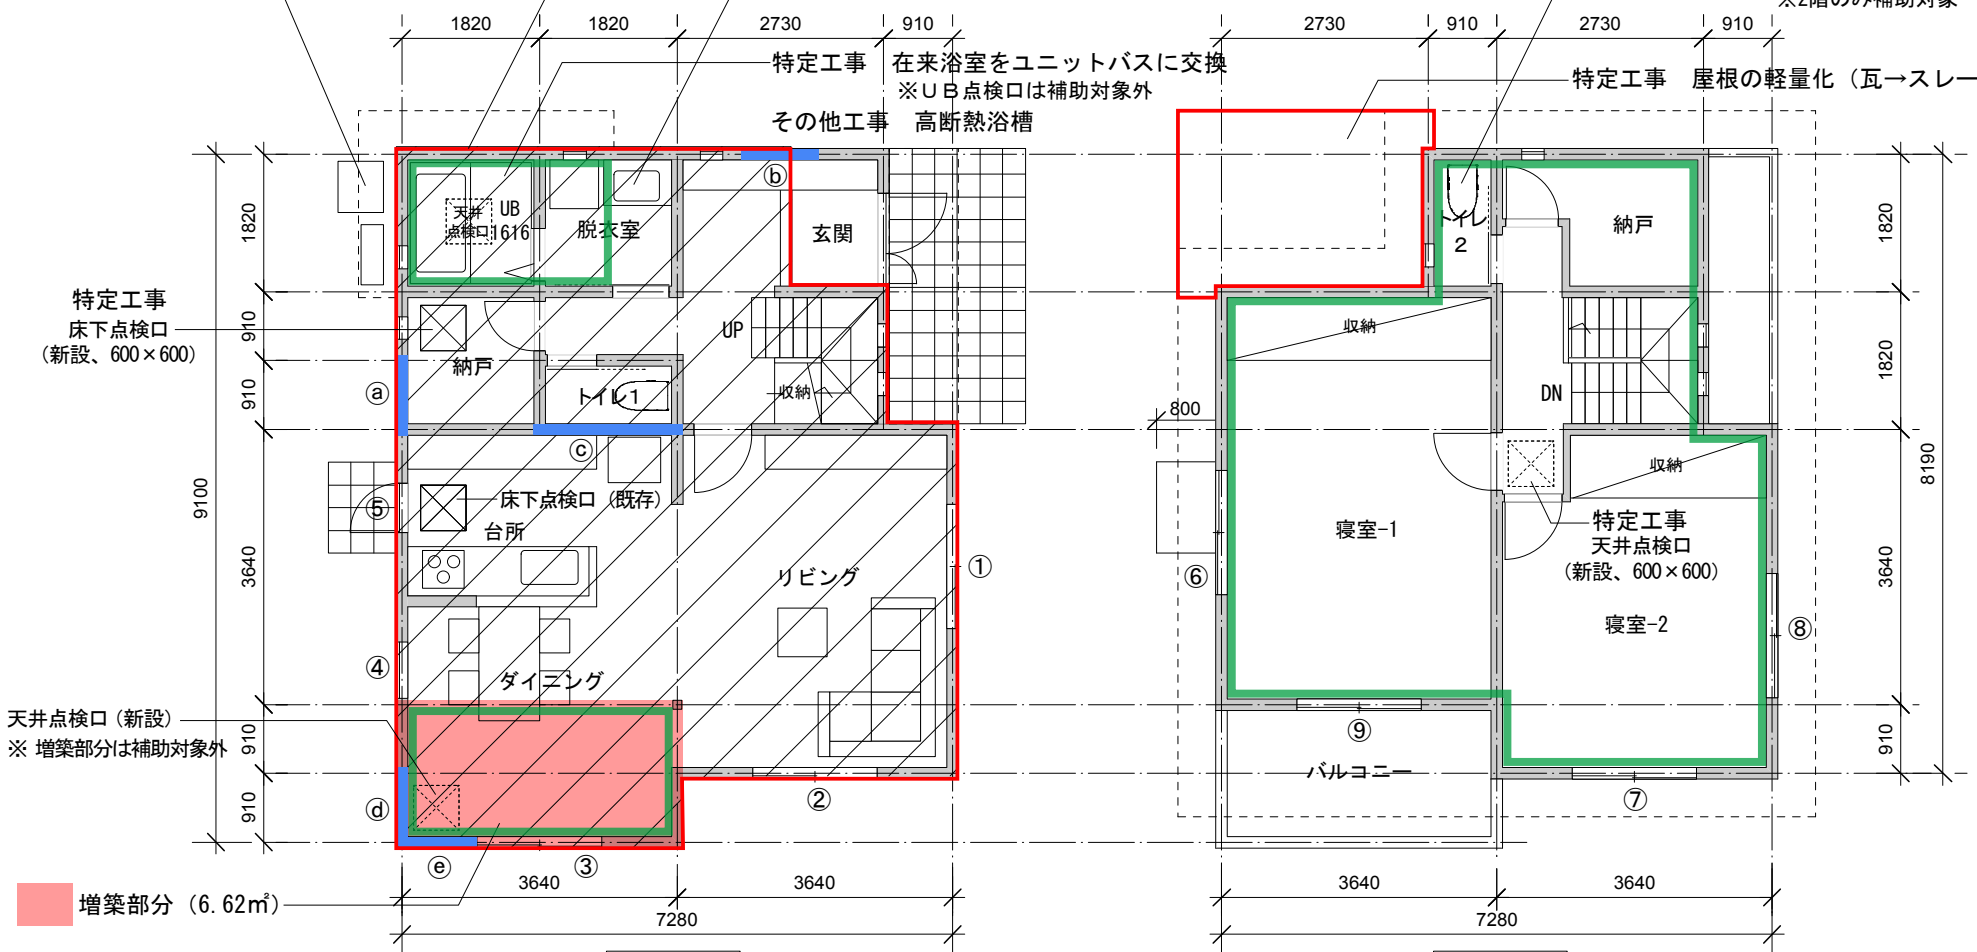 ※2階のみ補助対象
1820
1820
2730
910
2730
910
2730
910
特定工事 在来浴室をユニットバスに交換
※UB点検口は補助対象外
その他工事 高断熱浴槽
特定工事 屋根の軽量化(瓦→スレー
ⓑ
天井
点検口
UB
1616
脱衣室
玄関
トイレ
2
納戸
1820
1820
特定工事
床下点検口
(新設、600×600)
910
納戸
UP
収納
1820
910
ⓐ
トイレ1
収納
DN
800
ⓒ
収納
9100
8190
⑤
床下点検口(既存)
台所
3640
リビング
①
寝室-1
特定工事
天井点検口
(新設、600×600)
⑥
3640
寝室-2
⑧
④
ダイニング
天井点検口(新設)
※ 増築部分は補助対象外
910
⑨
910
バルコニー
ⓓ
910
②
⑦
ⓔ
③
3640
3640
3640
3640
増築部分(6.62㎡)
7280
7280